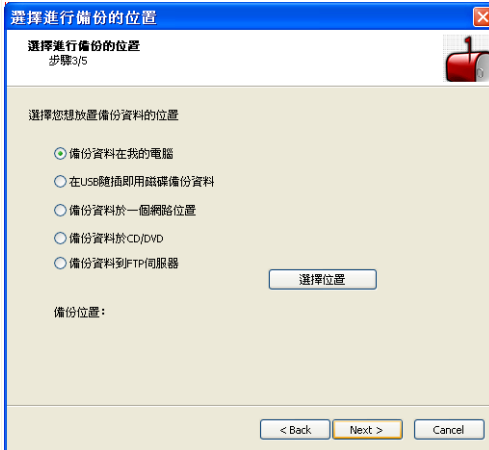 選擇進行備份的位置
選擇進行備份的位置
步驟3/5
選擇您想放置備份資料的位置
備份資料在我的電腦
在USB隨插即用磁碟備份資料
備份資料於一個網路位置
備份資料於CD/DVD
備份資料到FTP伺服器
選擇位置
備份位置：
< Back Next > Cancel